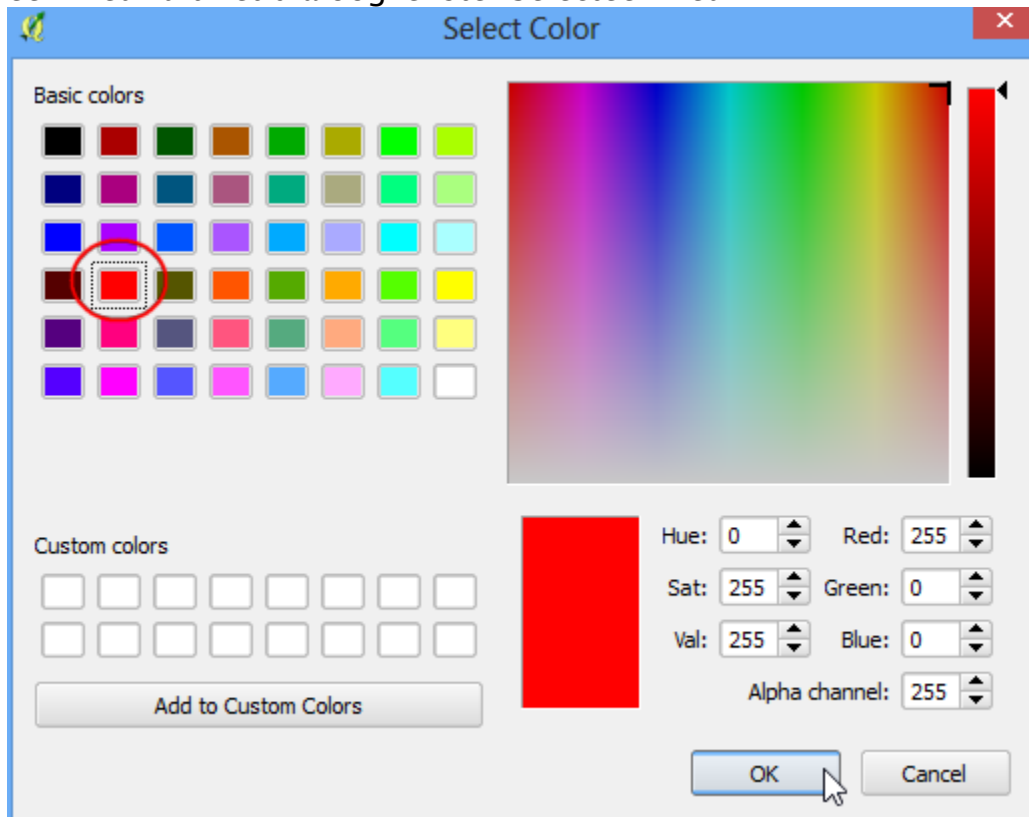 Select Color
Basic colors
Custom colors
Add to Custom Colors
Hue: 0 Red: 255
Sat: 255 Green: 0
Val: 255 Blue: 0
Alpha channel: 255
OK Cancel